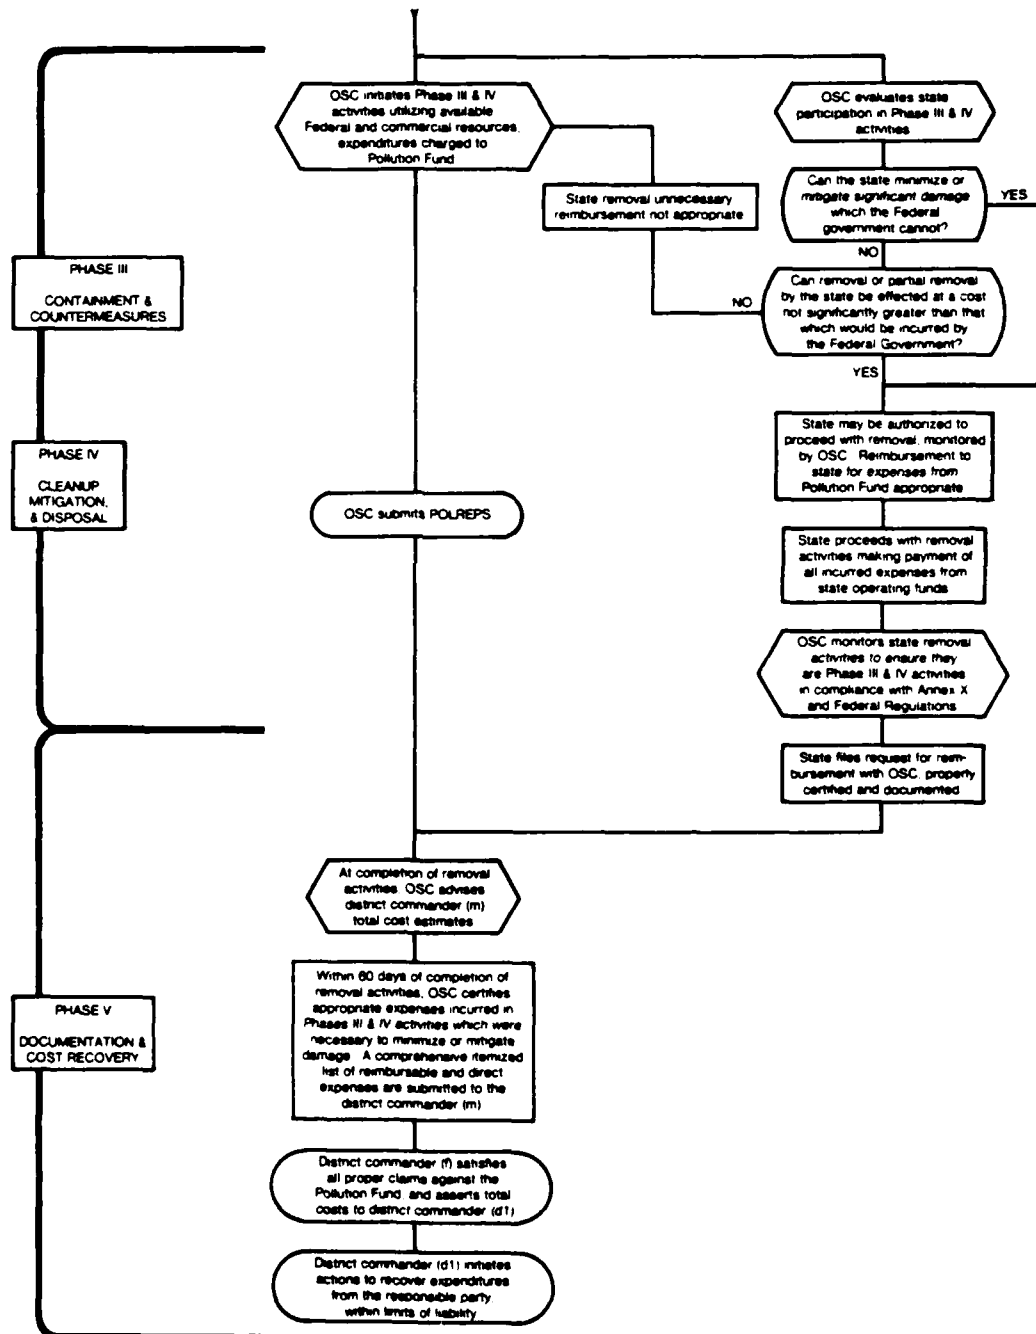 OSC initiates Phase III & IV
activities utilizing available
Federal and commercial resources,
expenditures charged to
Pollution Fund
OSC evaluates state
participation in Phase III & IV
activities
State removal unnecessary
reimbursement not appropriate
Can the state minimize or
mitigate significant damage
which the Federal
government cannot?
YES
NO
Can removal or partial removal
by the state be effected at a cost
not significantly greater than that
which would be incurred by
the Federal Government?
NO
YES
PHASE III
CONTAINMENT &
COUNTERMEASURES
State may be authorized to
proceed with removal, monitored
by OSC. Reimbursement to
state for expenses from
Pollution Fund appropriate
PHASE IV
CLEANUP
MITIGATION,
& DISPOSAL
OSC submits POLREPS
State proceeds with removal
activities making payment of
all incurred expenses from
state operating funds
OSC monitors state removal
activities to ensure they
are Phase III & IV activities
in compliance with Annex X
and Federal Regulations
State files request for reim-
bursement with OSC, properly
certified and documented
At completion of removal
activities, OSC advises
district commander (m)
total cost estimates
Within 60 days of completion of
removal activities, OSC certifies
appropriate expenses incurred in
Phases III & IV activities which were
necessary to minimize or mitigate
damage. A comprehensive itemized
list of reimbursable and direct
expenses are submitted to the
district commander (m)
PHASE V
DOCUMENTATION &
COST RECOVERY
District commander (f) satisfies
all proper claims against the
Pollution Fund, and asserts total
costs to district commander (d1)
District commander (d1) initiates
actions to recover expenditures
from the responsible party
within limits of liability